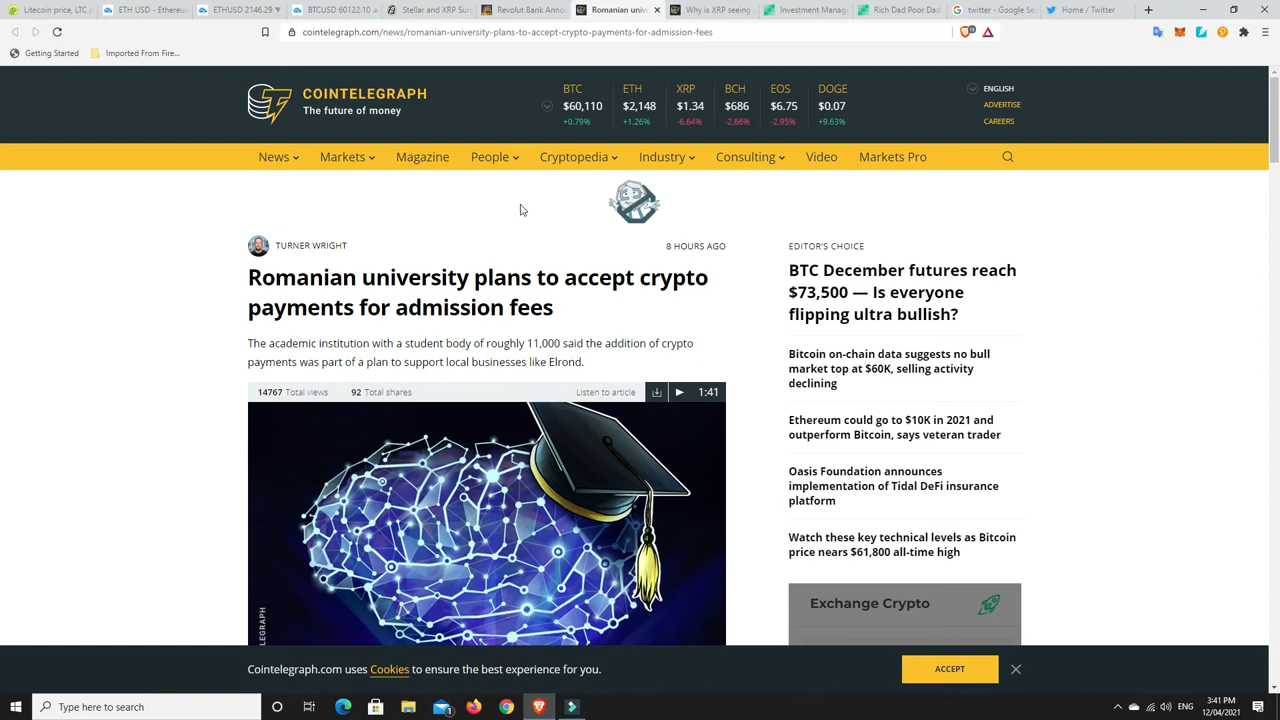 Litecoin price, LTC p
ETH USD - Ethereu
ETHUSD 2146.29
BTCUSD 60122.10
Stellar and XRP Sur
Revolut Bank Anno
Romanian univ
Why is XRP seeing
Investment Manag
Rich Dad Poor Dad
twitter - Google Se
Home / Twitter
cointelegraph.com/news/romanian-university-plans-to-accept-crypto-payments-for-admission-fees
Getting Started
Imported From Fire...
COINTELEGRAPH
The future of money
BTC ETH XRP BCH EOS DOGE
$60,110 $2,148 $1.34 $686 $6.75 $0.07
+0.79% +1.26% -6.64% -2.66% -2.95% +9.63%
ENGLISH
ADVERTISE
CAREERS
News Markets Magazine People Cryptopedia Industry Consulting Video Markets Pro
TURNER WRIGHT
8 HOURS AGO
Romanian university plans to accept crypto
payments for admission fees
The academic institution with a student body of roughly 11,000 said the addition of crypto
payments was part of a plan to support local businesses like Elrond.
14767 Total views 92 Total shares Listen to article 1:41
EDITOR'S CHOICE
BTC December futures reach
$73,500 — Is everyone
flipping ultra bullish?
Bitcoin on-chain data suggests no bull
market top at $60K, selling activity
declining
Ethereum could go to $10K in 2021 and
outperform Bitcoin, says veteran trader
Oasis Foundation announces
implementation of Tidal DeFi insurance
platform
Watch these key technical levels as Bitcoin
price nears $61,800 all-time high
Exchange Crypto
Cointelegraph.com uses Cookies to ensure the best experience for you.
ACCEPT
Type here to search
ENG
3:41 PM
12/04/2021